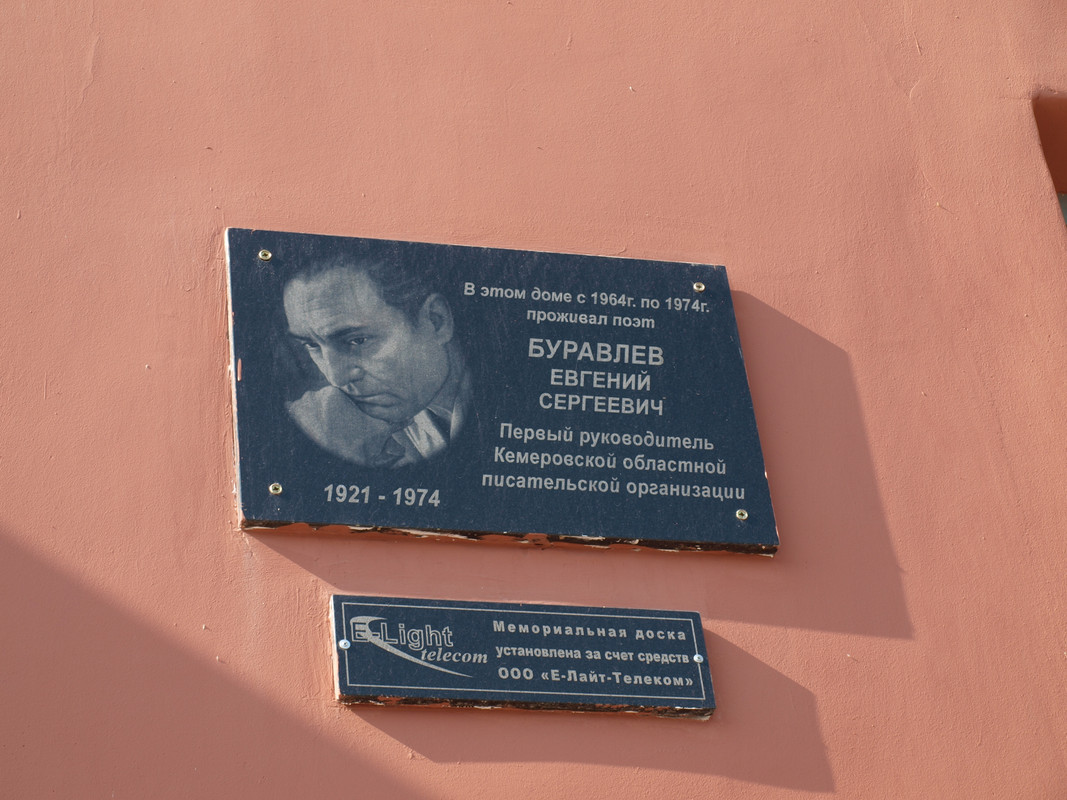 В этом доме с 1964г. по 1974г.
проживал поэт
БУРАВЛЕВ
ЕВГЕНИЙ
СЕРГЕЕВИЧ
Первый руководитель
Кемеровской областной
писательской организации
1921 - 1974
E-Light
telecom
Мемориальная доска
установлена за счет средств
ООО «Е-Лайт-Телеком»